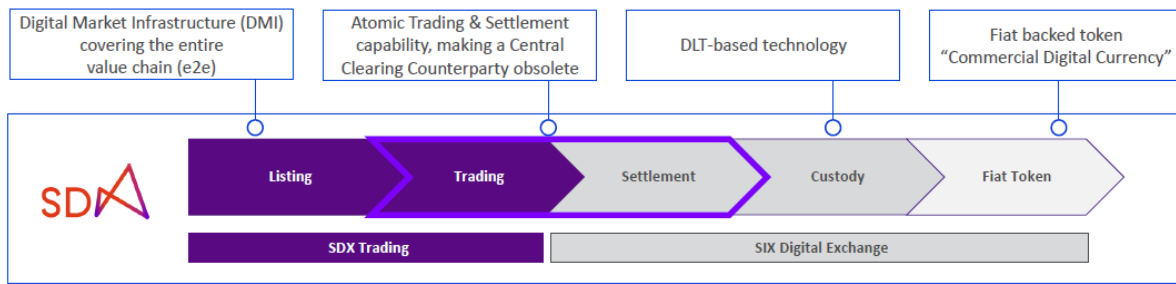 Digital Market Infrastructure (DMI)
covering the entire
value chain (e2e)
Atomic Trading & Settlement
capability, making a Central
Clearing Counterparty obsolete
DLT-based technology
Fiat backed token
“Commercial Digital Currency”
SDX
Listing
Trading
Settlement
Custody
Fiat Token
SDX Trading
SIX Digital Exchange